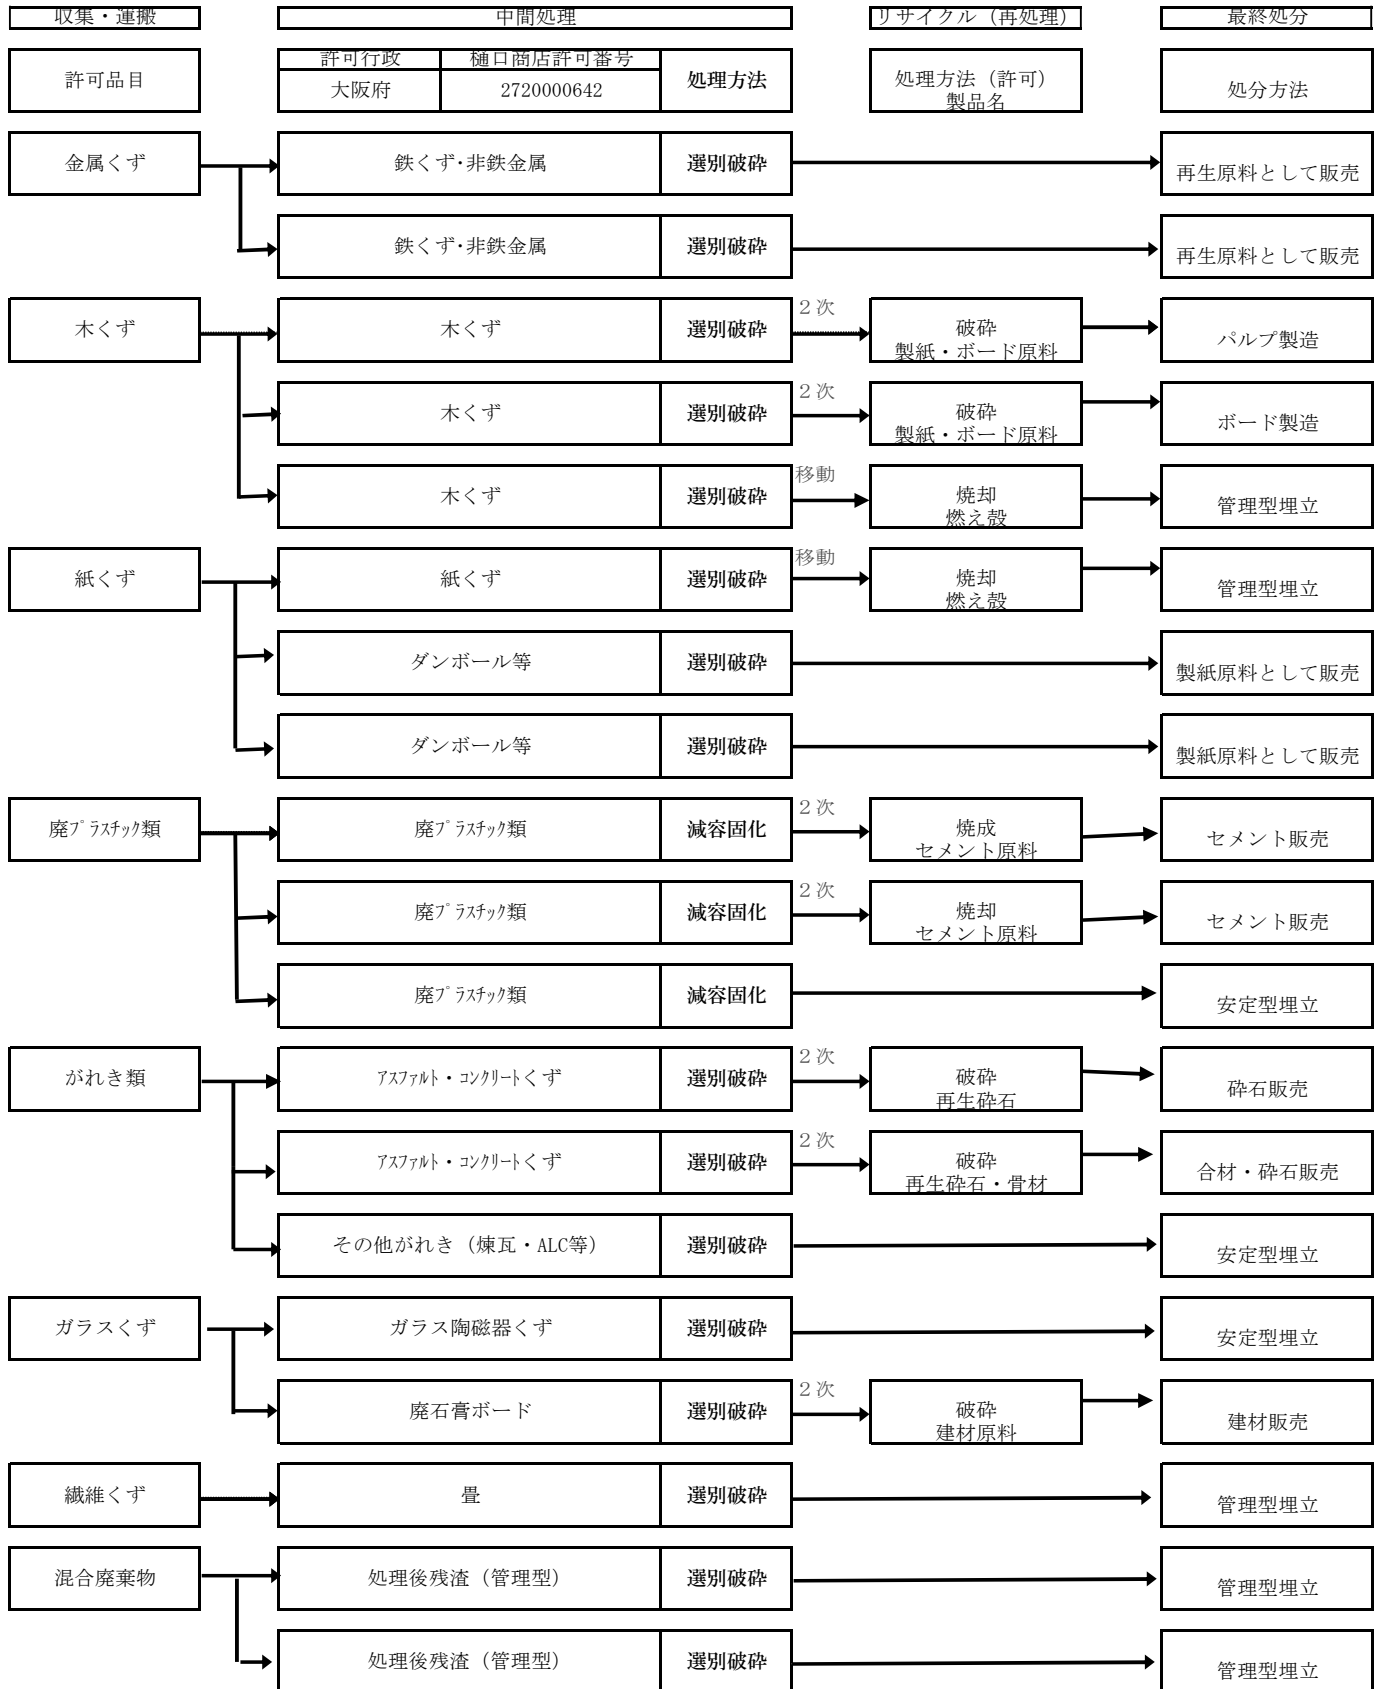 収集・運搬
中間処理
リサイクル（再処理）
最終処分
許可品目
許可行政
樋口商店許可番号
大阪府
2720000642
処理方法
処理方法（許可）
製品名
処分方法
金属くず
鉄くず･非鉄金属
選別破砕
再生原料として販売
鉄くず･非鉄金属
選別破砕
再生原料として販売
木くず
木くず
選別破砕
２次
破砕
製紙・ボード原料
パルプ製造
木くず
選別破砕
２次
破砕
製紙・ボード原料
ボード製造
木くず
選別破砕
移動
焼却
燃え殻
管理型埋立
紙くず
紙くず
選別破砕
移動
焼却
燃え殻
管理型埋立
ダンボール等
選別破砕
製紙原料として販売
ダンボール等
選別破砕
製紙原料として販売
廃ﾌﾟﾗｽﾁｯｸ類
廃ﾌﾟﾗｽﾁｯｸ類
減容固化
２次
焼成
セメント原料
セメント販売
廃ﾌﾟﾗｽﾁｯｸ類
減容固化
２次
焼却
セメント原料
セメント販売
廃ﾌﾟﾗｽﾁｯｸ類
減容固化
安定型埋立
がれき類
ｱｽﾌｧﾙﾄ・ｺﾝｸﾘｰﾄくず
選別破砕
２次
破砕
再生砕石
砕石販売
ｱｽﾌｧﾙﾄ・ｺﾝｸﾘｰﾄくず
選別破砕
２次
破砕
再生砕石・骨材
合材・砕石販売
その他がれき（煉瓦・ALC等）
選別破砕
安定型埋立
ガラスくず
ガラス陶磁器くず
選別破砕
安定型埋立
廃石膏ボード
選別破砕
２次
破砕
建材原料
建材販売
繊維くず
畳
選別破砕
管理型埋立
混合廃棄物
処理後残渣（管理型）
選別破砕
管理型埋立
処理後残渣（管理型）
選別破砕
管理型埋立